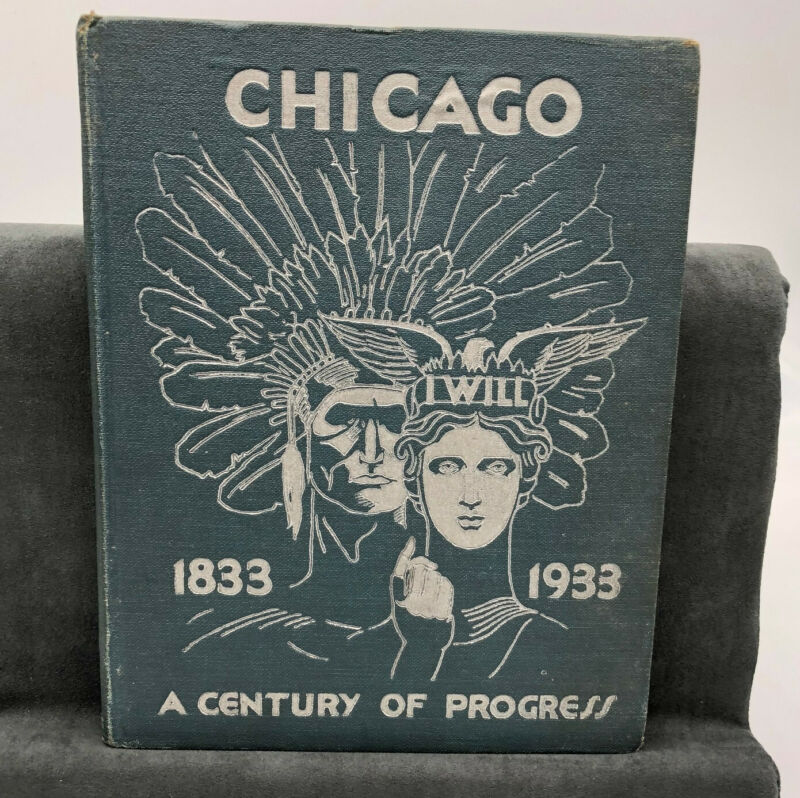 CHICAGO
I WILL
1833 1933
A CENTURY OF PROGRESS